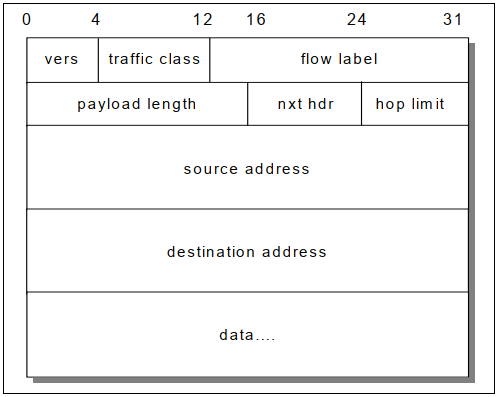 0 4 12 16 24 31
vers traffic class flow label
payload length nxt hdr hop limit
source address
destination address
data....